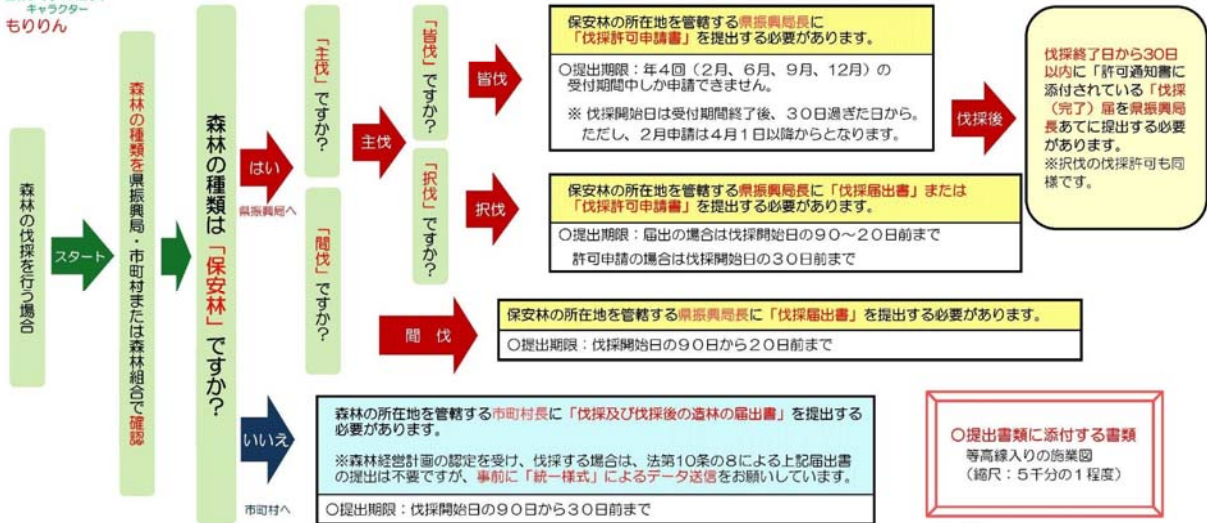 キャラクター
もりりん
森林の伐採を行う場合
スタート
森林の種類を県振興局・市町村または森林組合で確認
森林の種類は「保安林」ですか？
はい
県振興局へ
いいえ
市町村へ
「主伐」ですか？
「間伐」ですか？
主伐
「皆伐」ですか？
「択伐」ですか？
皆伐
保安林の所在地を管轄する県振興局長に
「伐採許可申請書」を提出する必要があります。
○提出期限：年4回（2月、6月、9月、12月）の
受付期間中しか申請できません。
※ 伐採開始日は受付期間終了後、30日過ぎた日から。
ただし、2月申請は4月1日以降からとなります。
伐採後
伐採終了日から30日
以内に「許可通知書に
添付されている「伐採
（完了）届を県振興局
長あてに提出する必要
があります。
※択伐の伐採許可も同
様です。
択伐
保安林の所在地を管轄する県振興局長に「伐採届出書」または
「伐採許可申請書」を提出する必要があります。
○提出期限：届出の場合は伐採開始日の90～20日前まで
許可申請の場合は伐採開始日の30日前まで
間 伐
保安林の所在地を管轄する県振興局長に「伐採届出書」を提出する必要があります。
○提出期限：伐採開始日の90日から20日前まで
森林の所在地を管轄する市町村長に「伐採及び伐採後の造林の届出書」を提出する
必要があります。
※森林経営計画の認定を受け、伐採する場合は、法第10条の8による上記届出書
の提出は不要ですが、事前に「統一様式」によるデータ送信をお願いしています。
○提出期限：伐採開始日の90日から30日前まで
○提出書類に添付する書類
等高線入りの施業図
（縮尺：5千分の1程度）